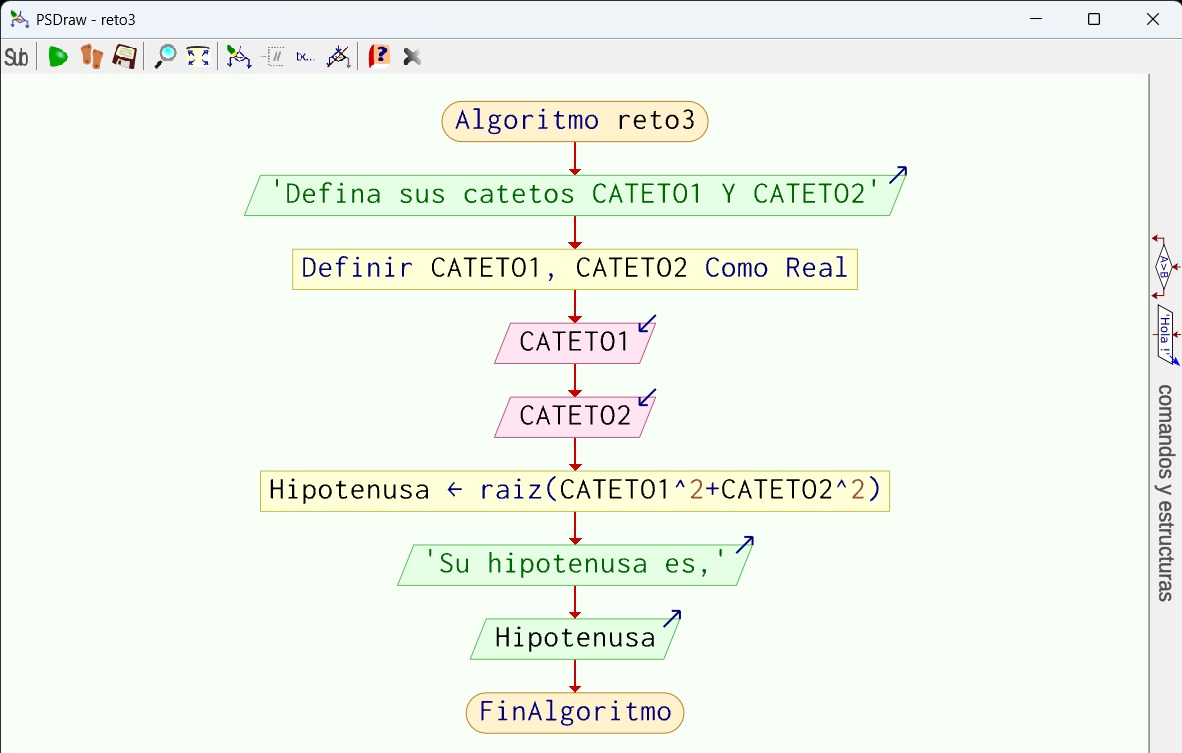 PSDraw - reto3
Sub
tx...
?
Algoritmo reto3
'Defina sus catetos CATETO1 Y CATETO2'
Definir CATETO1, CATETO2 Como Real
CATETO1
CATETO2
Hipotenusa ← raiz(CATETO1^2+CATETO2^2)
'Su hipotenusa es,'
Hipotenusa
FinAlgoritmo
A>B
'Hola !'
comandos y estructuras